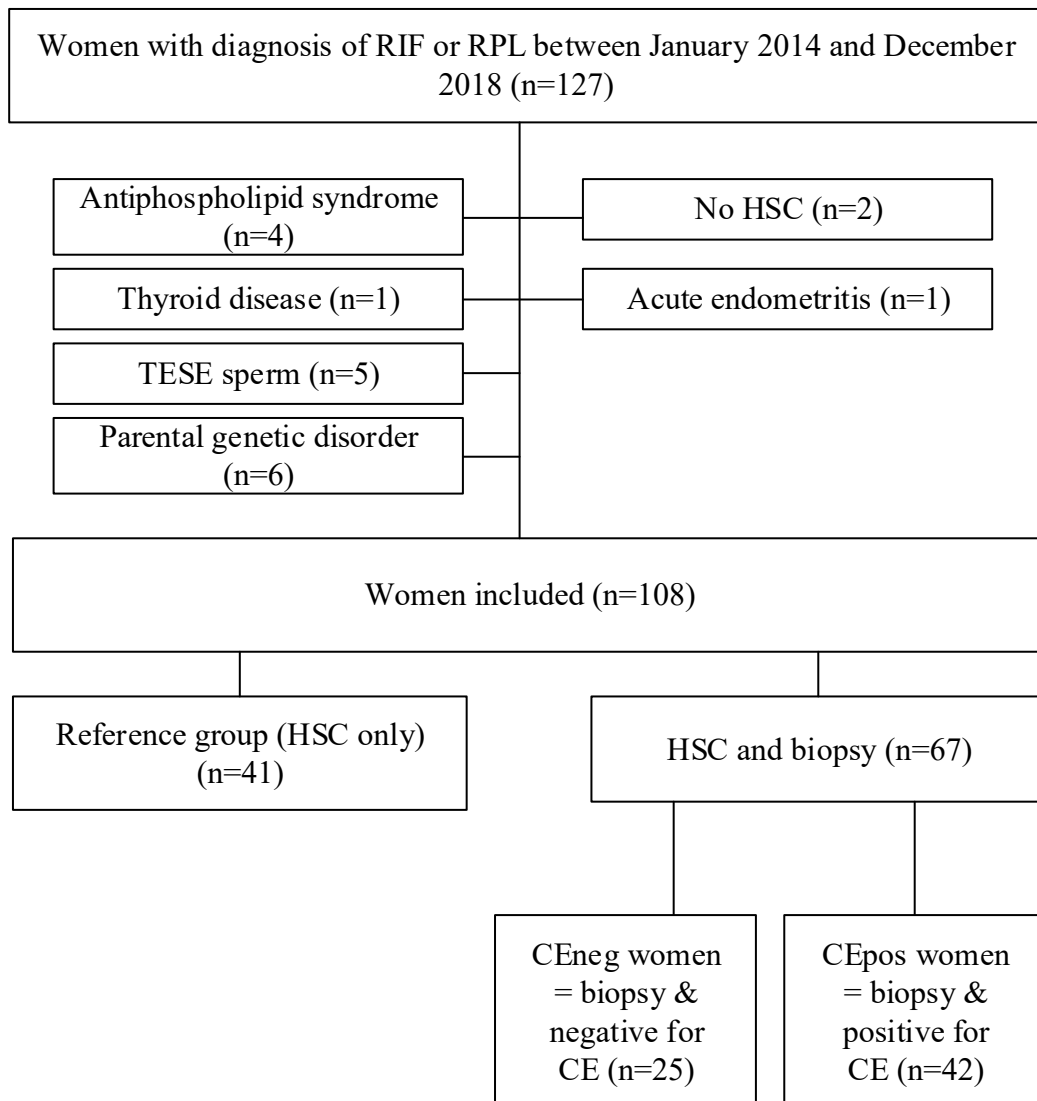 Women with diagnosis of RIF or RPL between January 2014 and December
2018 (n=127)
Antiphospholipid syndrome
(n=4)
No HSC (n=2)
Thyroid disease (n=1)
Acute endometritis (n=1)
TESE sperm (n=5)
Parental genetic disorder
(n=6)
Women included (n=108)
Reference group (HSC only)
(n=41)
HSC and biopsy (n=67)
CEneg women
= biopsy &
negative for
CE (n=25)
CEpos women
= biopsy &
positive for
CE (n=42)